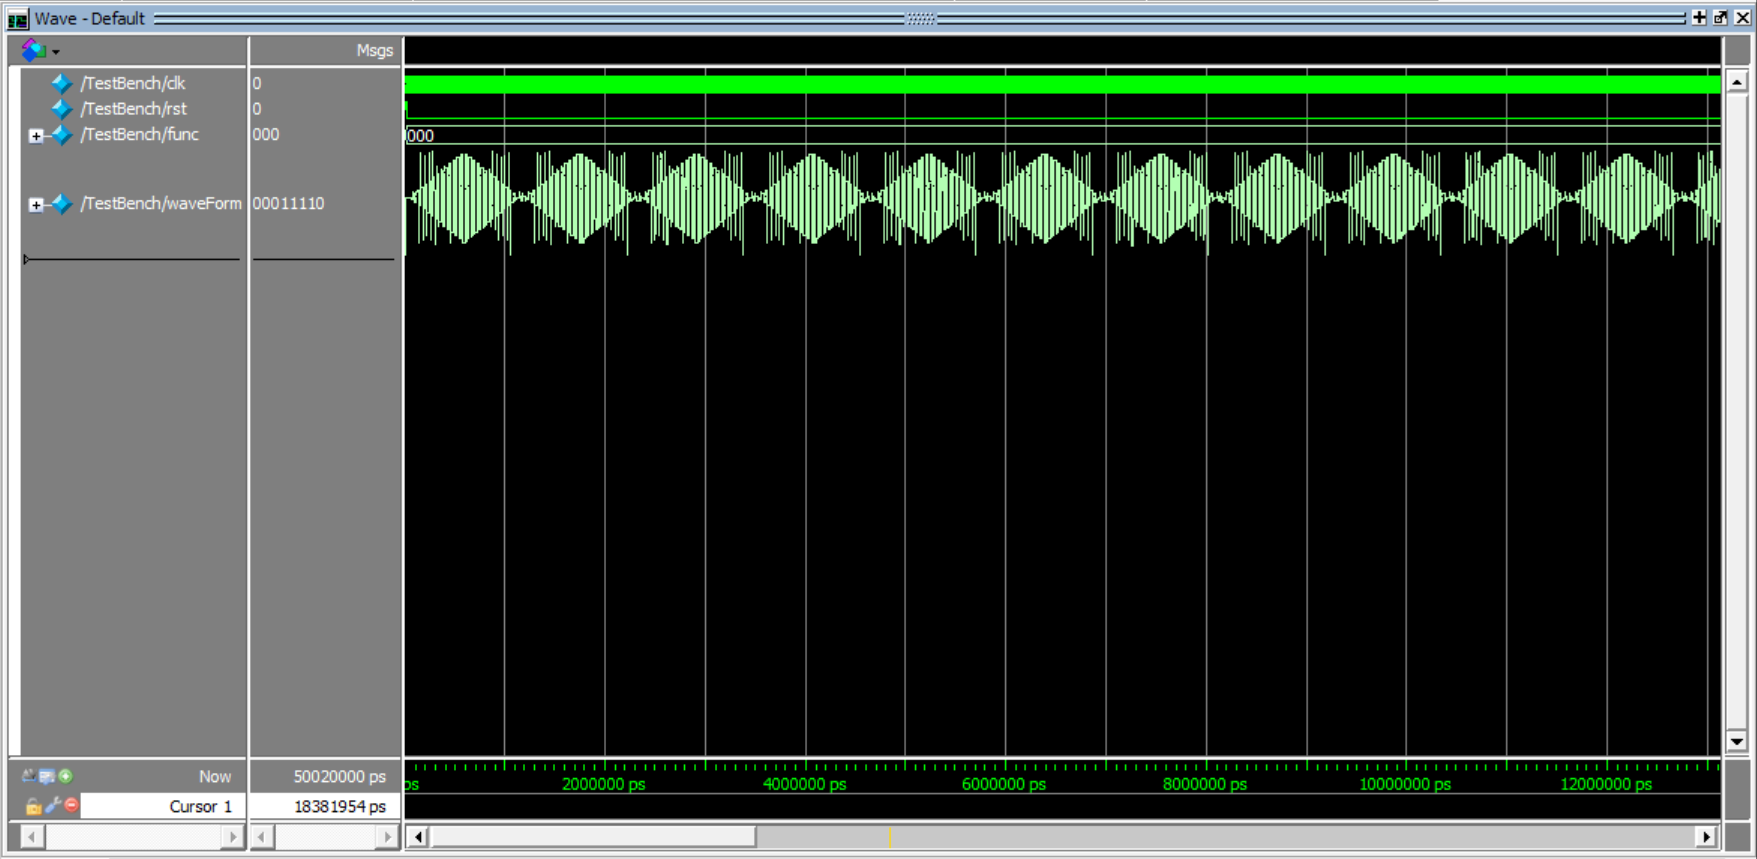 Wave - Default
Msgs
/TestBench/clk 0
/TestBench/rst 0
/TestBench/func 000 000
/TestBench/waveForm 00011110
Now 50020000 ps ps 2000000 ps 4000000 ps 6000000 ps 8000000 ps 10000000 ps 12000000 ps
Cursor 1 18381954 ps